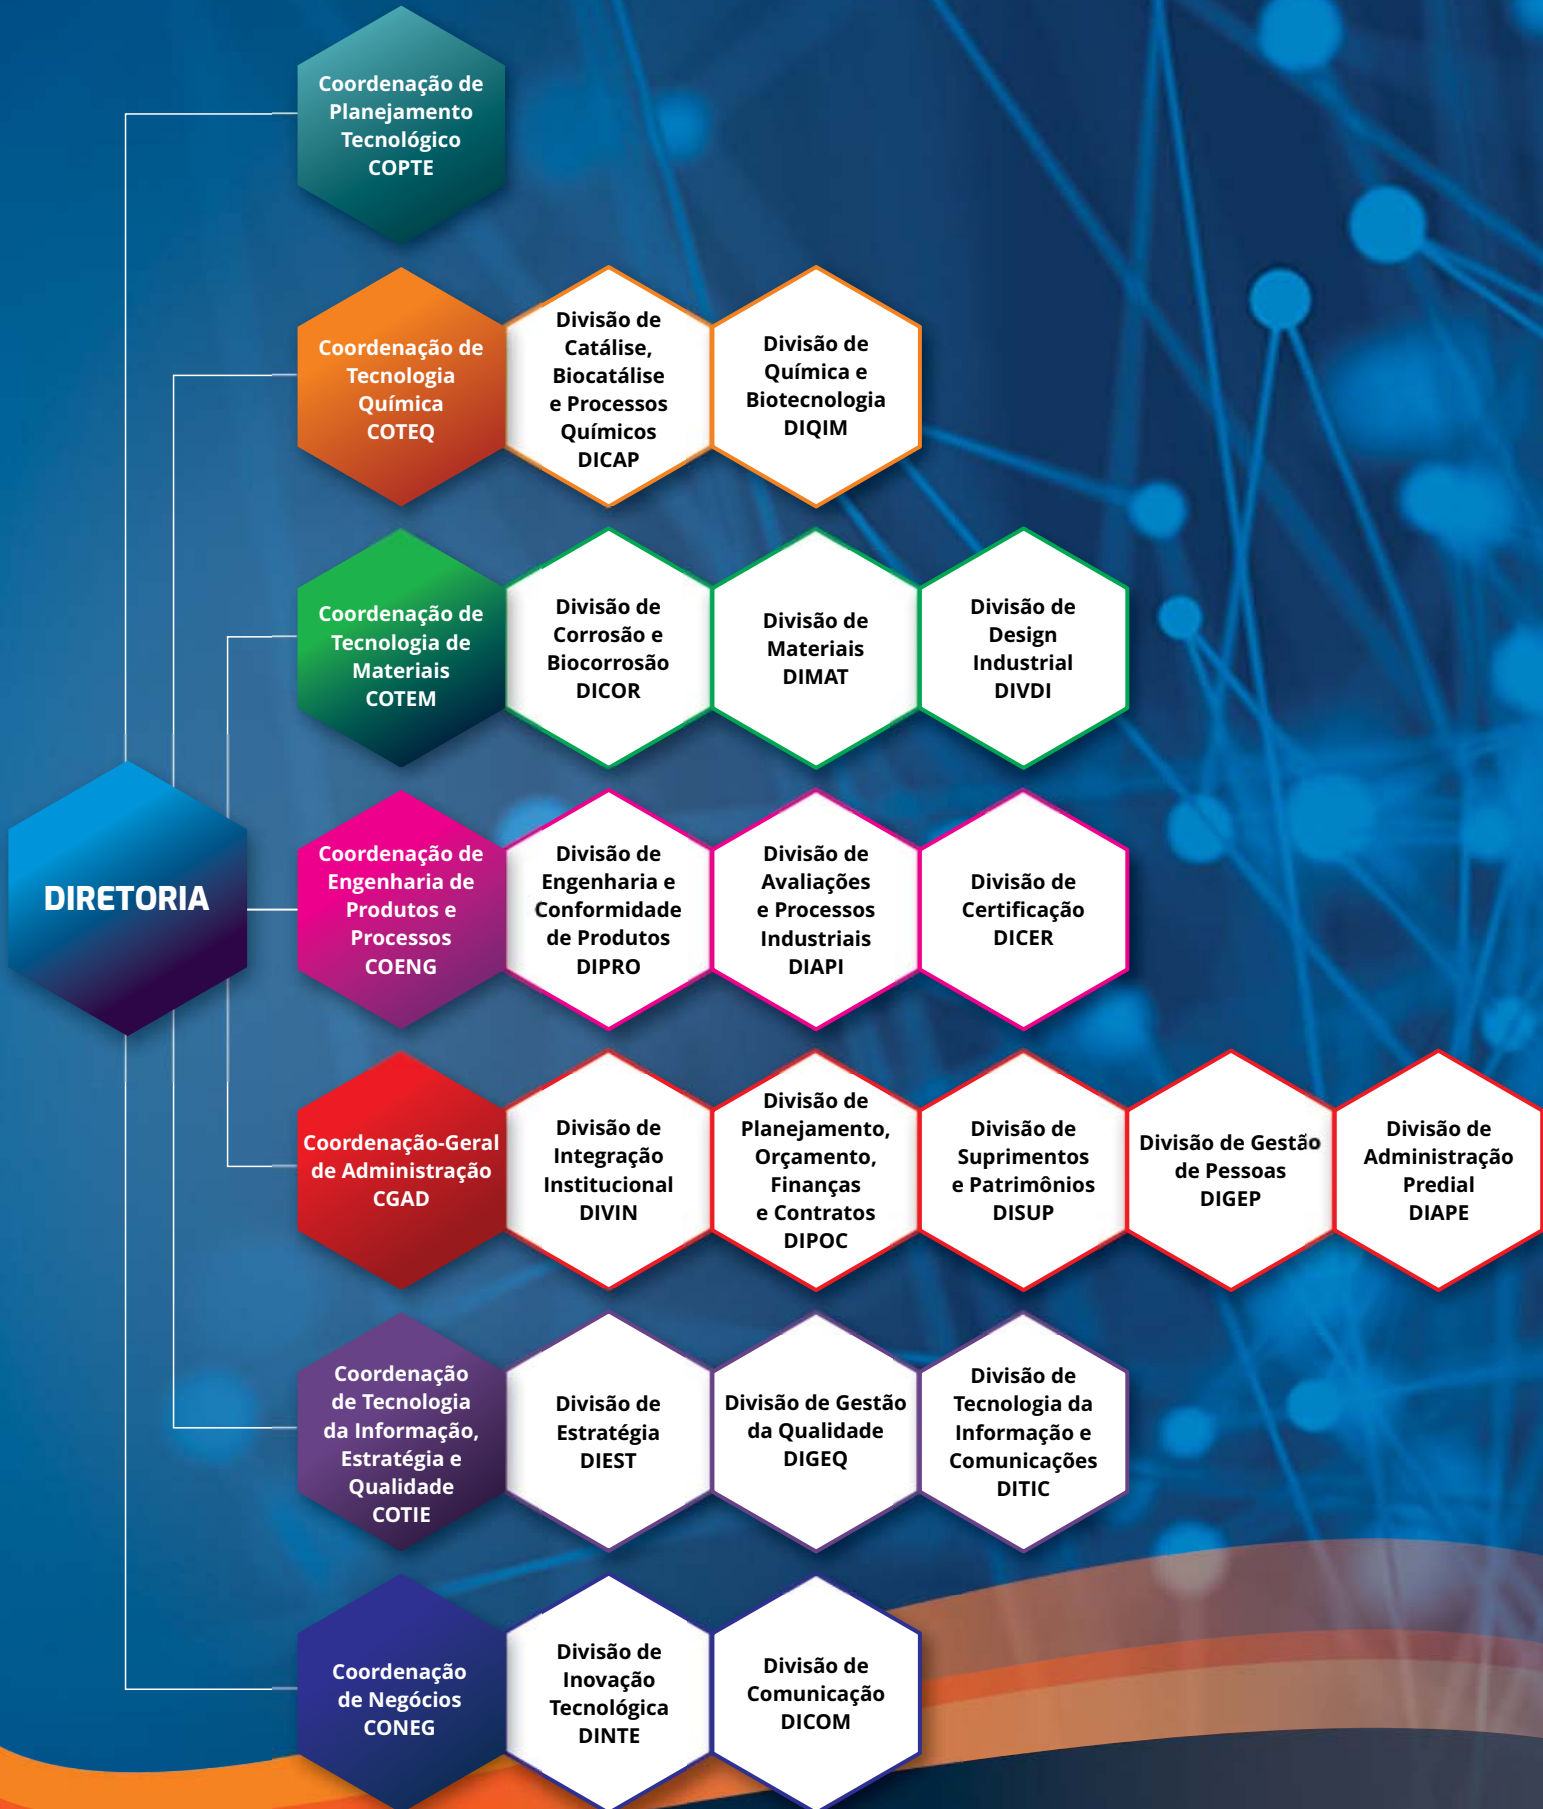 Coordenação de
Planejamento
Tecnológico
COPTE
Coordenação de
Tecnologia
Química
COTEQ
Divisão de
Catálise,
Biocatálise
e Processos
Químicos
DICAP
Divisão de
Química e
Biotecnologia
DIQIM
Coordenação de
Tecnologia de
Materiais
COTEM
Divisão de
Corrosão e
Biocorrosão
DICOR
Divisão de
Materiais
DIMAT
Divisão de
Design
Industrial
DIVDI
DIRETORIA
Coordenação de
Engenharia de
Produtos e
Processos
COENG
Divisão de
Engenharia e
Conformidade
de Produtos
DIPRO
Divisão de
Avaliações
e Processos
Industriais
DIAPI
Divisão de
Certificação
DICER
Coordenação-Geral
de Administração
CGAD
Divisão de
Integração
Institucional
DIVIN
Divisão de
Planejamento,
Orçamento,
Finanças
e Contratos
DIPOC
Divisão de
Suprimentos
e Patrimônios
DISUP
Divisão de Gestão
de Pessoas
DIGEP
Divisão de
Administração
Predial
DIAPE
Coordenação
de Tecnologia
da Informação,
Estratégia e
Qualidade
COTIE
Divisão de
Estratégia
DIEST
Divisão de Gestão
da Qualidade
DIGEQ
Divisão de
Tecnologia da
Informação e
Comunicações
DITIC
Coordenação
de Negócios
CONEG
Divisão de
Inovação
Tecnológica
DINTE
Divisão de
Comunicação
DICOM